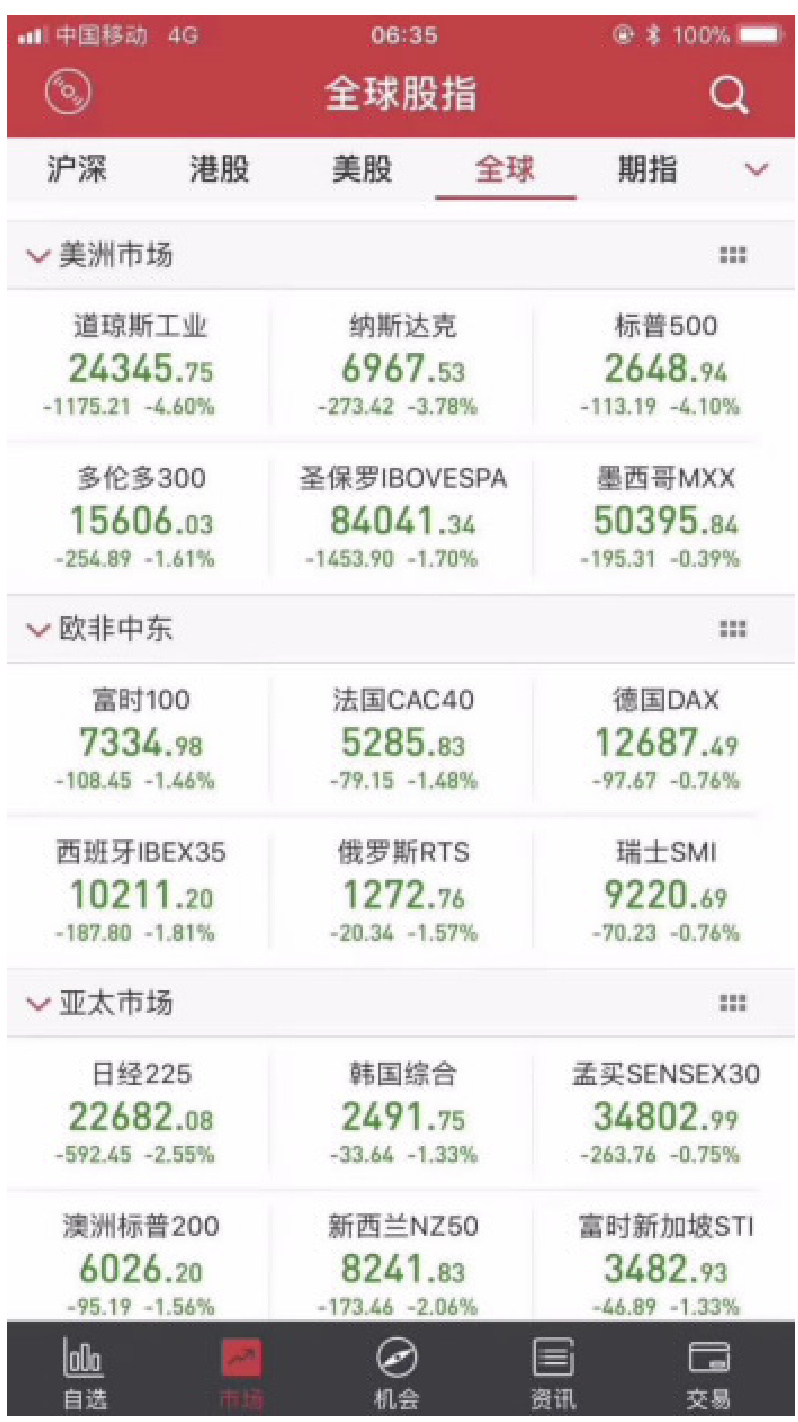 中国移动 4G 06:35 100%
全球股指
沪深 港股 美股 全球 期指
美洲市场
道琼斯工业 纳斯达克 标普500
24345.75 6967.53 2648.94
-1175.21 -4.60% -273.42 -3.78% -113.19 -4.10%
多伦多300 圣保罗IBOVESPA 墨西哥MXX
15606.03 84041.34 50395.84
-254.89 -1.61% -1453.90 -1.70% -195.31 -0.39%
欧非中东
富时100 法国CAC40 德国DAX
7334.98 5285.83 12687.49
-108.45 -1.46% -79.15 -1.48% -97.67 -0.76%
西班牙IBEX35 俄罗斯RTS 瑞士SMI
10211.20 1272.76 9220.69
-187.80 -1.81% -20.34 -1.57% -70.23 -0.76%
亚太市场
日经225 韩国综合 孟买SENSEX30
22682.08 2491.75 34802.99
-592.45 -2.55% -33.64 -1.33% -263.76 -0.75%
澳洲标普200 新西兰NZ50 富时新加坡STI
6026.20 8241.83 3482.93
-95.19 -1.56% -173.46 -2.06% -46.89 -1.33%
自选 市场 机会 资讯 交易